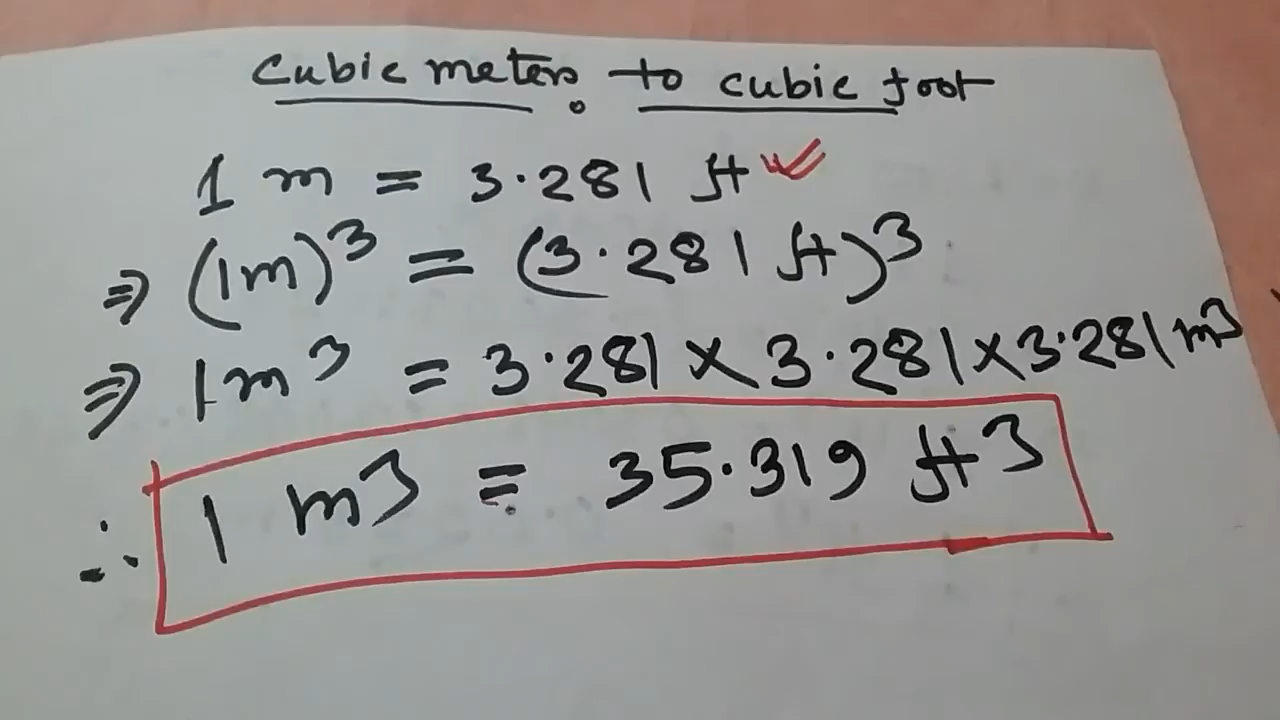 Cubic meters to cubic foot
1 m = 3.281 ft
⇒ (1m)³ = (3.281 ft)³
⇒ 1m³ = 3.281 × 3.281 × 3.281 m³
∴ 1 m3 = 35.319 ft3